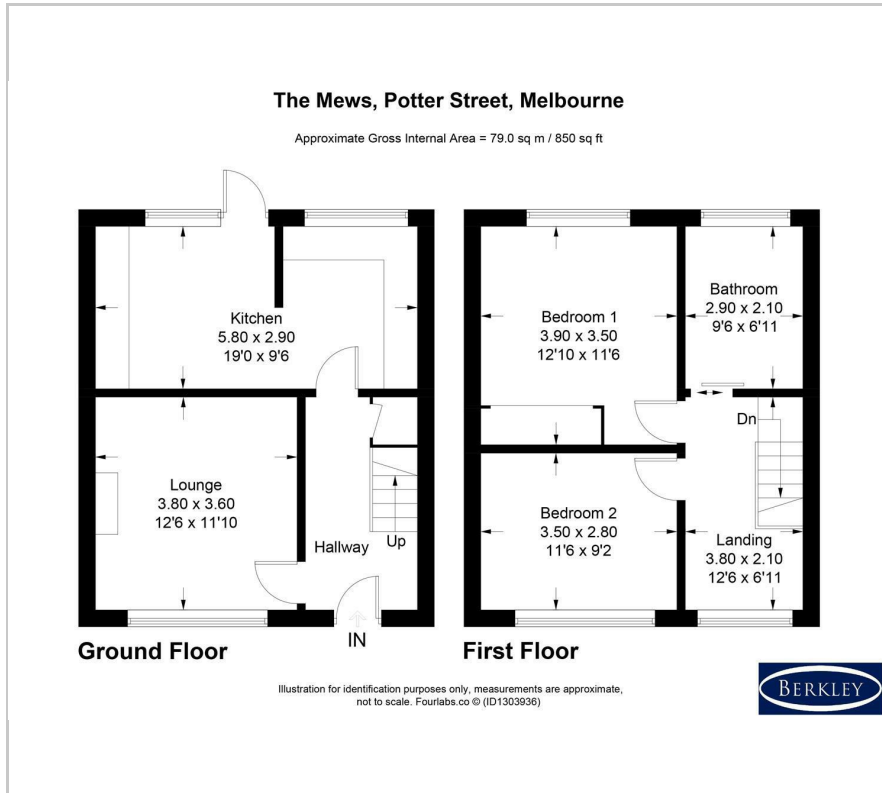 The Mews, Potter Street, Melbourne
Approximate Gross Internal Area = 79.0 sq m / 850 sq ft
Kitchen
5.80 x 2.90
19'0 x 9'6
Lounge
3.80 x 3.60
12'6 x 11'10
Hallway
Up
IN
Ground Floor
Bedroom 1
3.90 x 3.50
12'10 x 11'6
Bathroom
2.90 x 2.10
9'6 x 6'11
Dn
Bedroom 2
3.50 x 2.80
11'6 x 9'2
Landing
3.80 x 2.10
12'6 x 6'11
First Floor
Illustration for identification purposes only, measurements are approximate,
not to scale. Fourlabs.co © (ID1303936)
BERKLEY